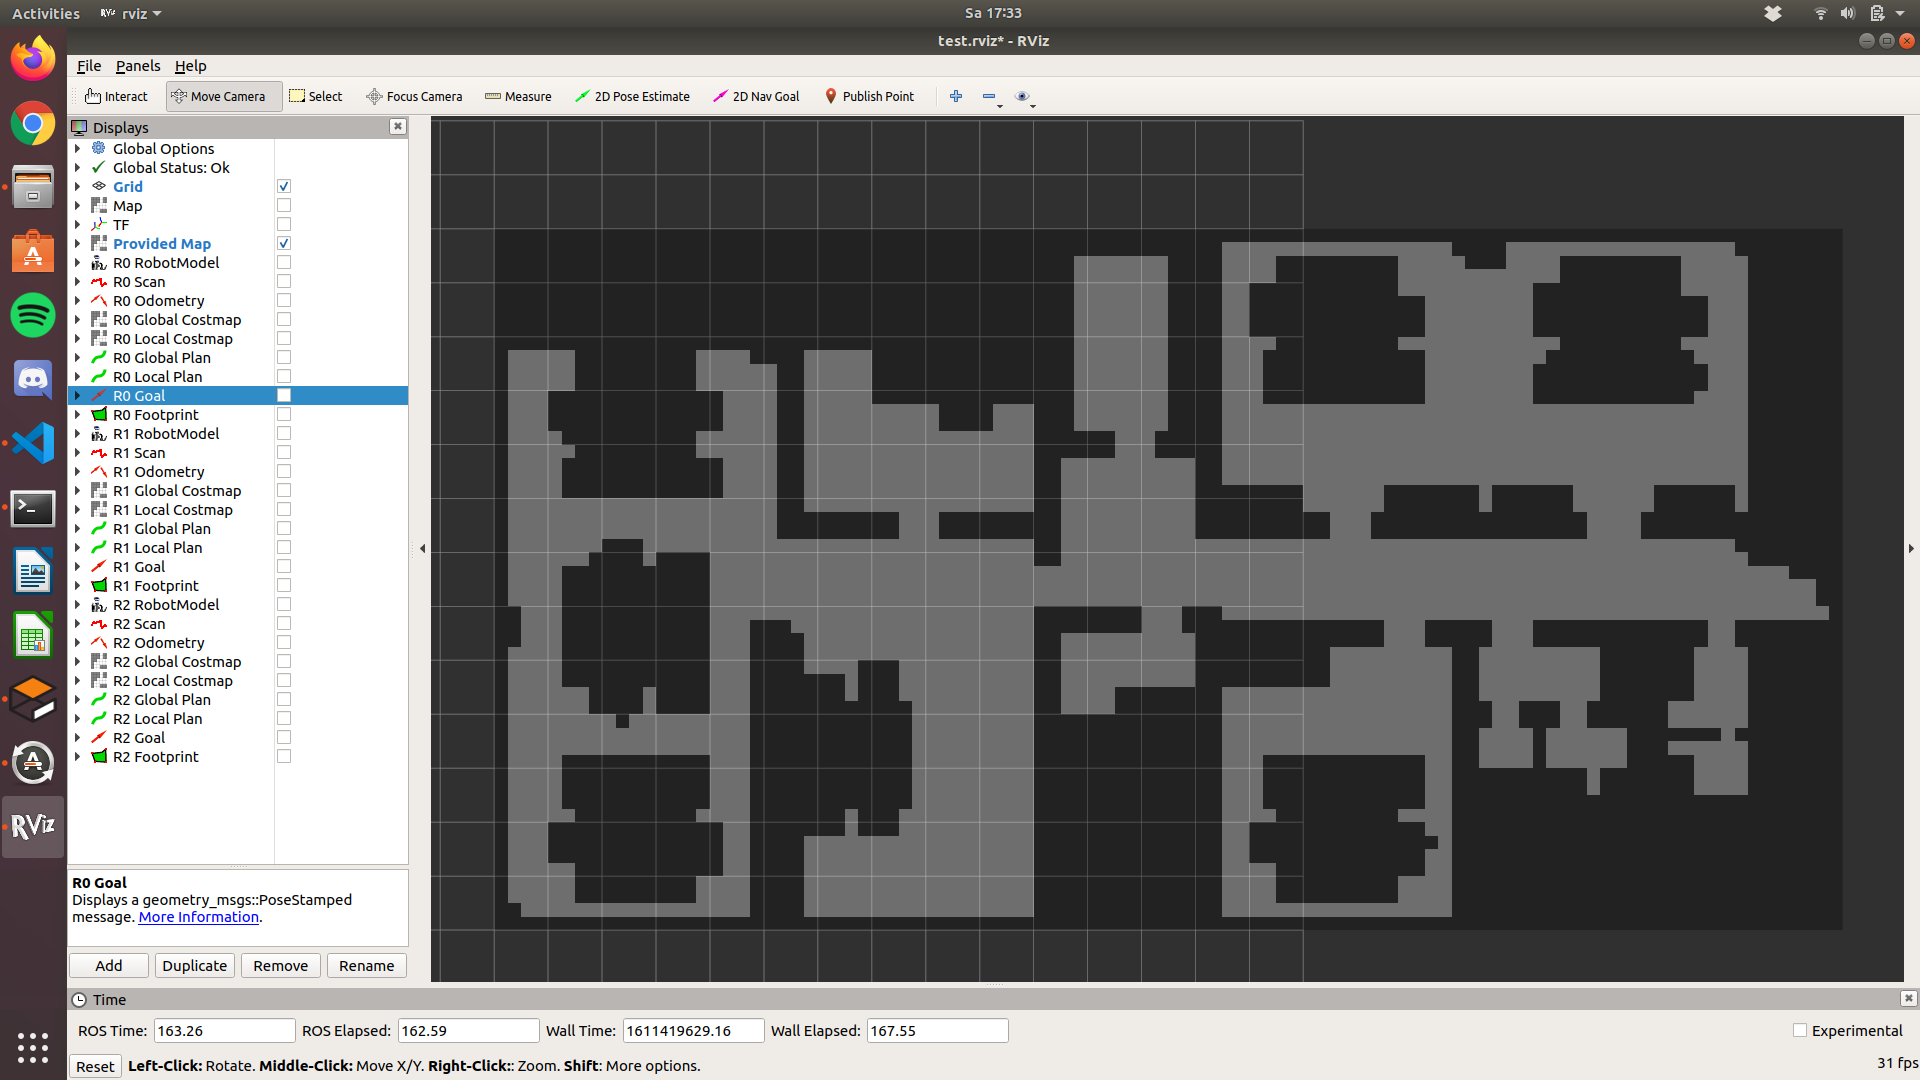 Activities RViz rviz Sa 17:33
test.rviz* - RViz
File Panels Help
Interact Move Camera Select Focus Camera Measure 2D Pose Estimate 2D Nav Goal Publish Point
Displays
Global Options
Global Status: Ok
Grid
Map
TF
Provided Map
R0 RobotModel
R0 Scan
R0 Odometry
R0 Global Costmap
R0 Local Costmap
R0 Global Plan
R0 Local Plan
R0 Goal
R0 Footprint
R1 RobotModel
R1 Scan
R1 Odometry
R1 Global Costmap
R1 Local Costmap
R1 Global Plan
R1 Local Plan
R1 Goal
R1 Footprint
R2 RobotModel
R2 Scan
R2 Odometry
R2 Global Costmap
R2 Local Costmap
R2 Global Plan
R2 Local Plan
R2 Goal
R2 Footprint
RViz
R0 Goal
Displays a geometry_msgs::PoseStamped
message. More Information.
Add Duplicate Remove Rename
Time
ROS Time: 163.26 ROS Elapsed: 162.59 Wall Time: 1611419629.16 Wall Elapsed: 167.55 Experimental
Reset Left-Click: Rotate. Middle-Click: Move X/Y. Right-Click:: Zoom. Shift: More options. 31 fps